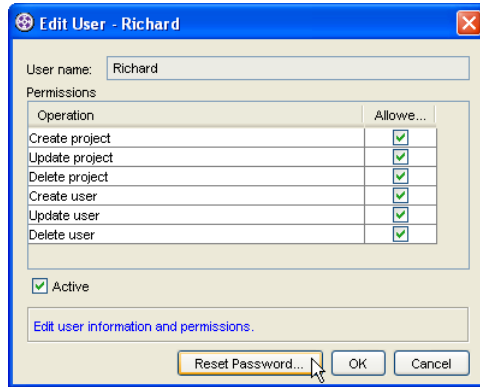 Edit User - Richard
User name: Richard
Permissions
Operation Allowe...
Create project
Update project
Delete project
Create user
Update user
Delete user
Active
Edit user information and permissions.
Reset Password... OK Cancel